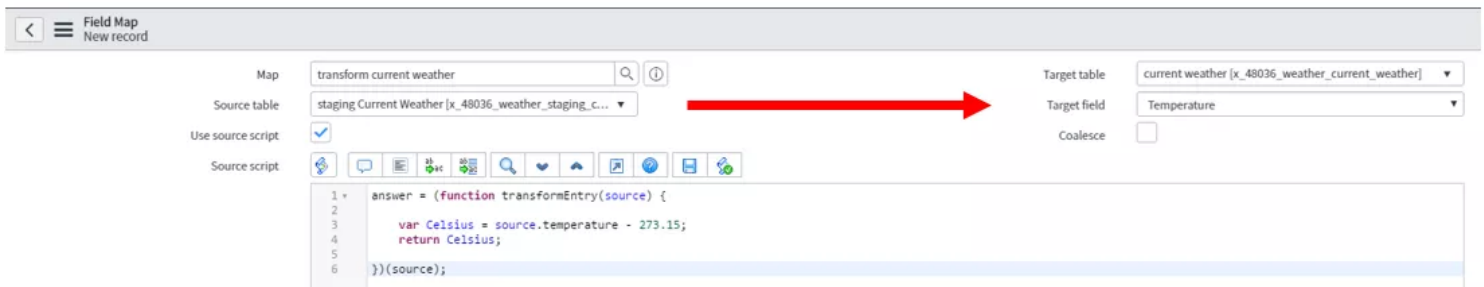 Field Map
New record
Map transform current weather Target table current weather [x_48036_weather_current_weather]
Source table staging Current Weather [x_48036_weather_staging_c... Target field Temperature
Use source script Coalesce
Source script
1 answer = (function transformEntry(source) {
2
3 var Celsius = source.temperature - 273.15;
4 return Celsius;
5
6 })(source);